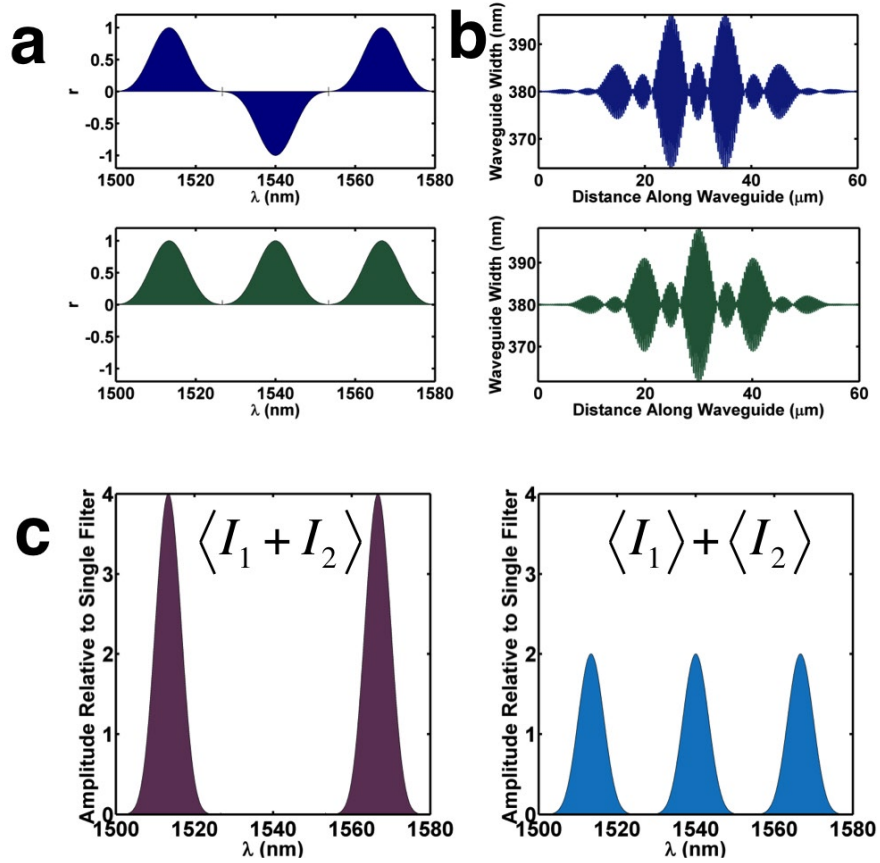 a
1
0.5
0
-0.5
-1
r
1500 1520 1540 1560 1580
λ (nm)
b
390
380
370
Waveguide Width (nm)
0 20 40 60
Distance Along Waveguide (μm)
1
0.5
0
-0.5
-1
r
1500 1520 1540 1560 1580
λ (nm)
390
380
370
Waveguide Width (nm)
0 20 40 60
Distance Along Waveguide (μm)
c
4
3
2
1
0
Amplitude Relative to Single Filter
⟨I₁ + I₂⟩
1500 1520 1540 1560 1580
λ (nm)
4
3
2
1
0
Amplitude Relative to Single Filter
⟨I₁⟩ + ⟨I₂⟩
1500 1520 1540 1560 1580
λ (nm)